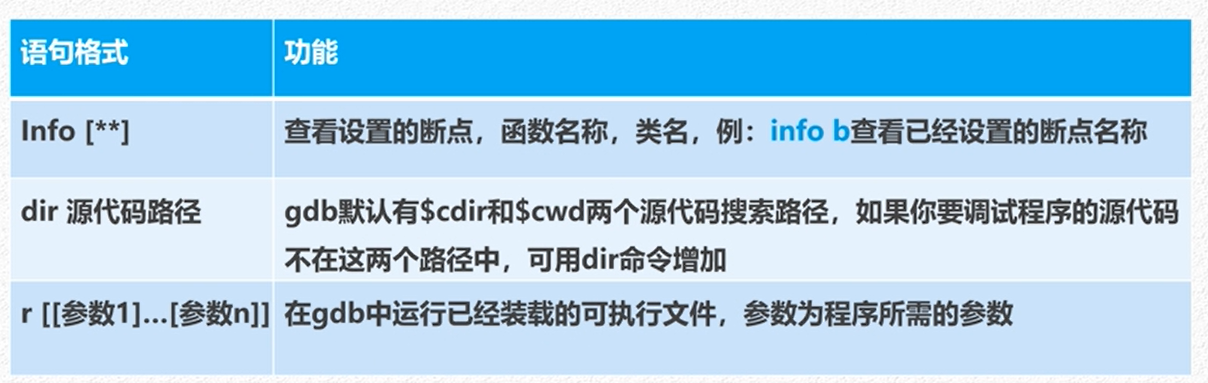 语句格式 功能
Info [**] 查看设置的断点，函数名称，类名，例：info b查看已经设置的断点名称
dir 源代码路径 gdb默认有$cdir和$cwd两个源代码搜索路径，如果你要调试程序的源代码
不在这两个路径中，可用dir命令增加
r [[参数1]...[参数n]] 在gdb中运行已经装载的可执行文件，参数为程序所需的参数